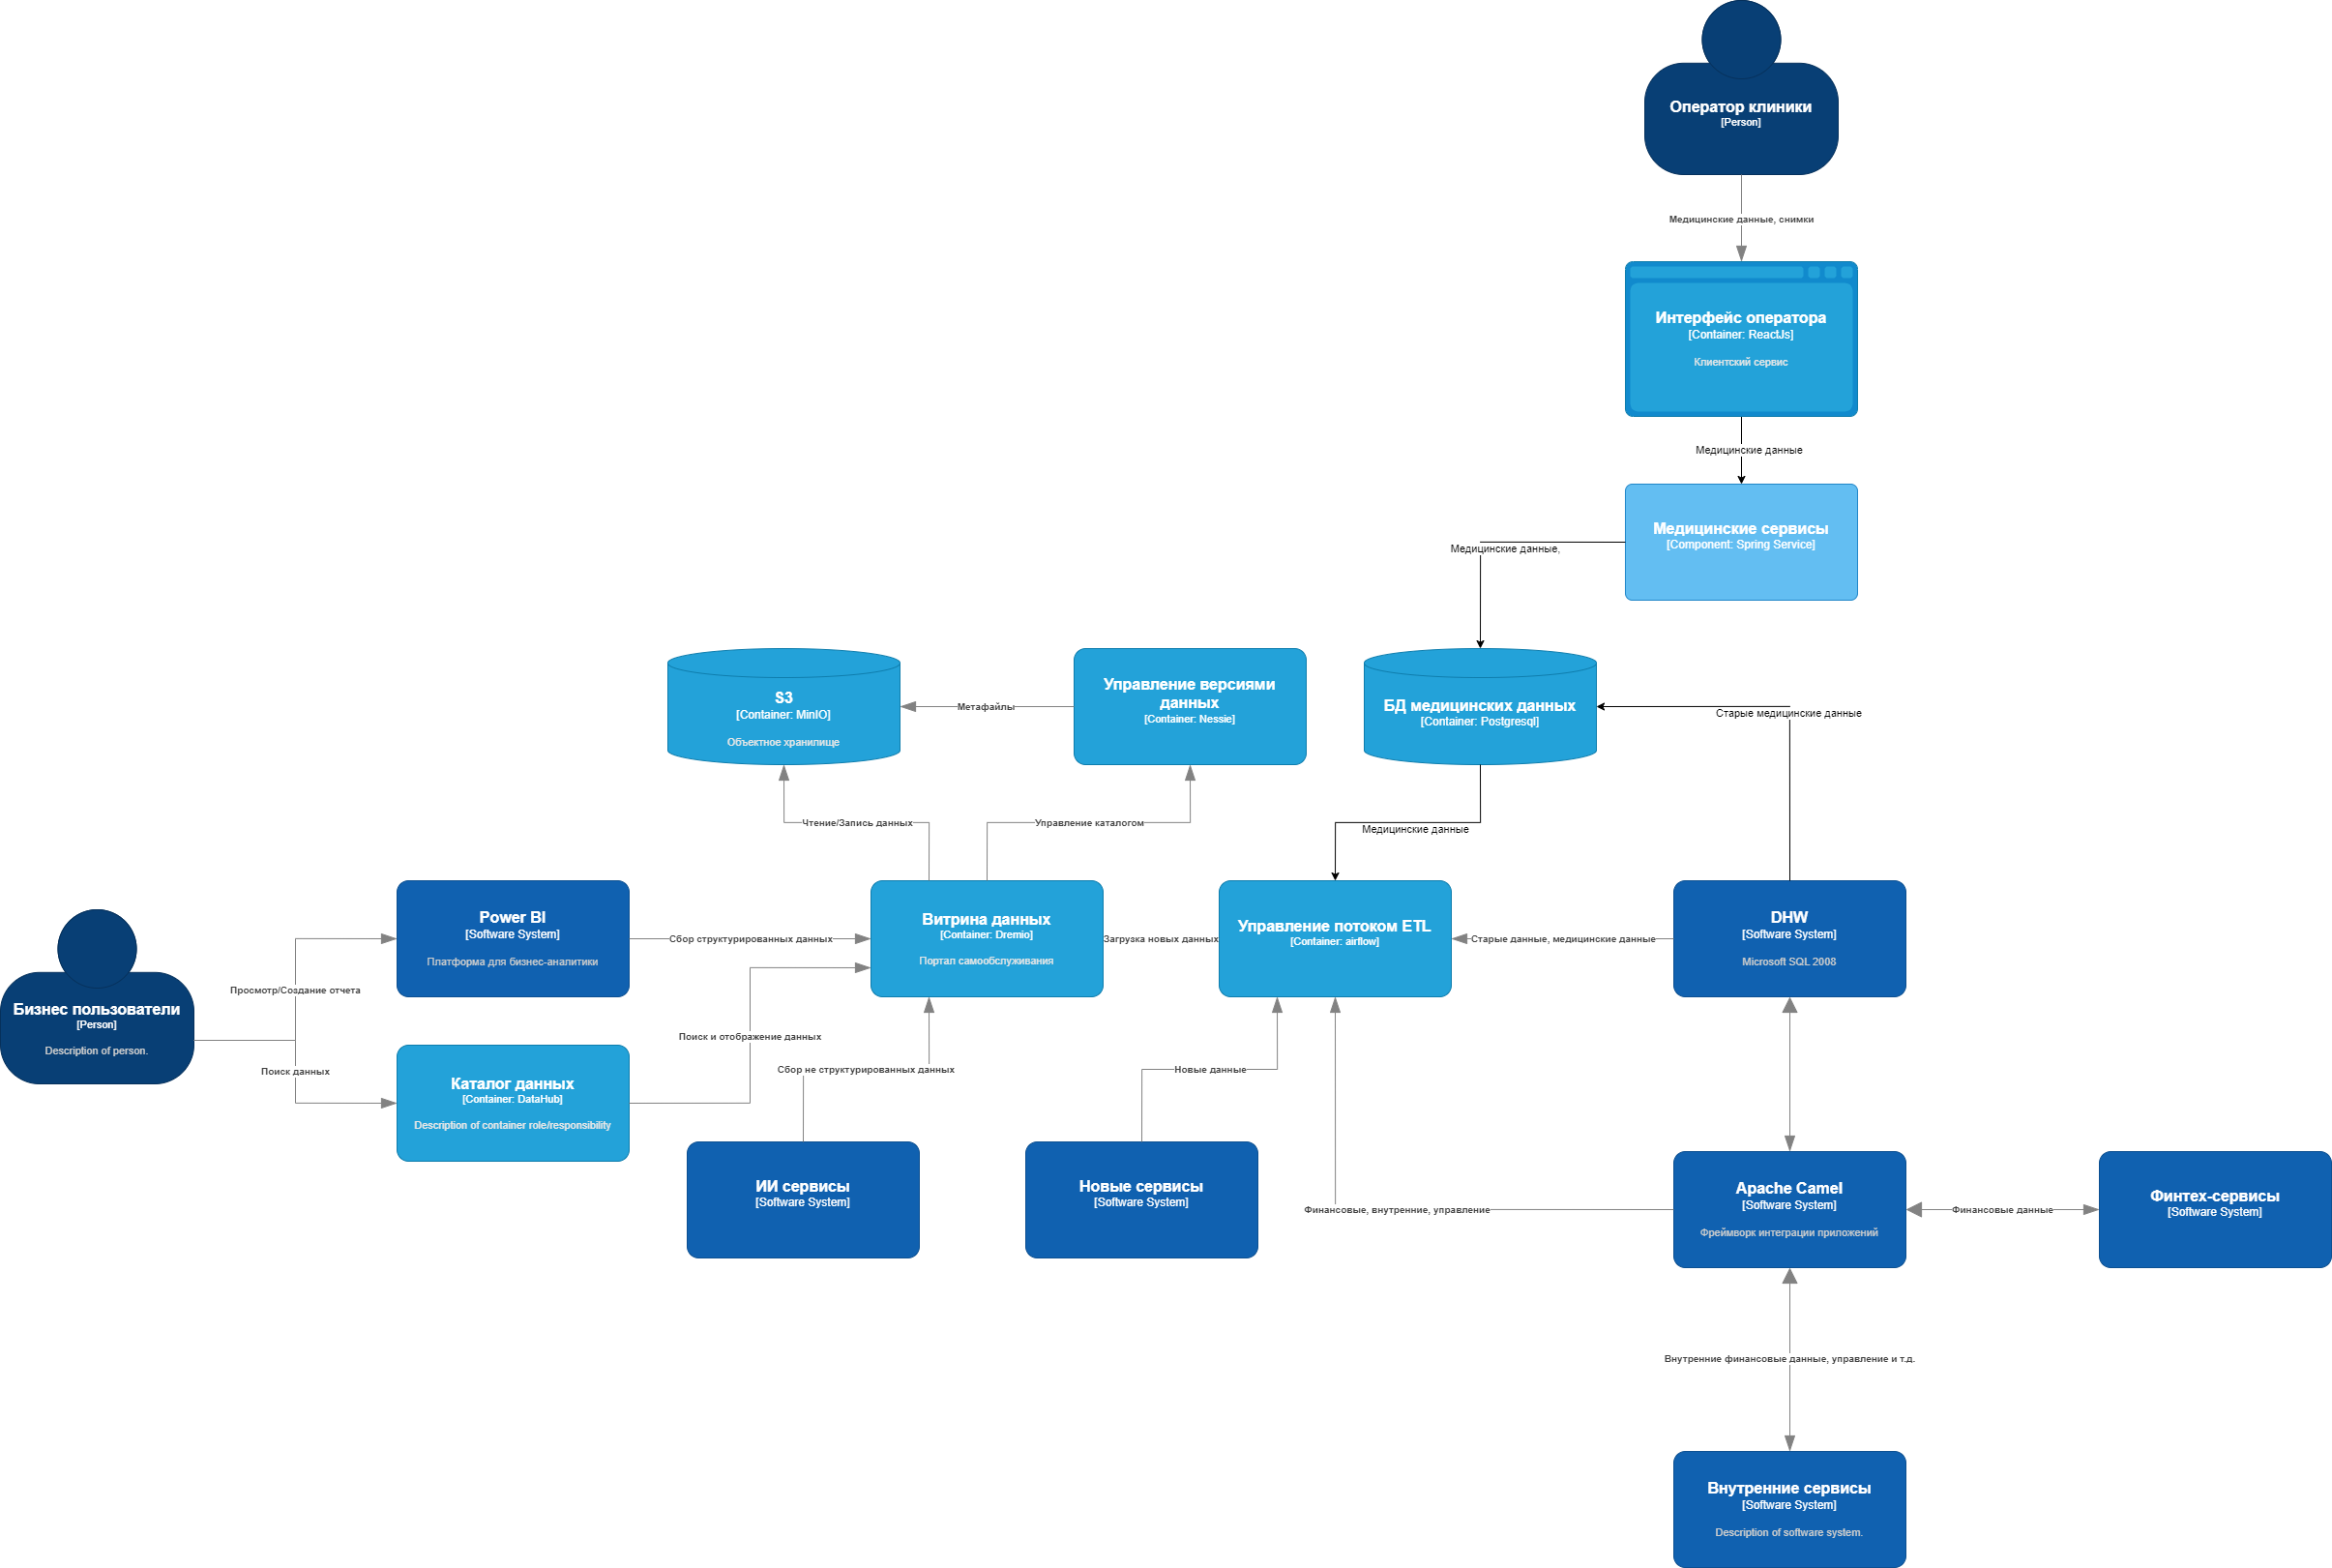 Оператор клиники
[Person]
Медицинские данные, снимки
Интерфейс оператора
[Container: ReactJs]
Клиентский сервис
Медицинские данные
Медицинские сервисы
[Component: Spring Service]
Медицинские данные,
S3
[Container: MinIO]
Объектное хранилище
Метафайлы
Управление версиями
данных
[Container: Nessie]
БД медицинских данных
[Container: Postgresql]
Старые медицинские данные
Чтение/Запись данных
Управление каталогом
Медицинские данные
Power BI
[Software System]
Платформа для бизнес-аналитики
Сбор структурированных данных
Витрина данных
[Container: Dremio]
Портал самообслуживания
Загрузка новых данных
Управление потоком ETL
[Container: airflow]
Старые данные, медицинские данные
DHW
[Software System]
Microsoft SQL 2008
Просмотр/Создание отчета
Бизнес пользователи
[Person]
Description of person.
Поиск данных
Поиск и отображение данных
Каталог данных
[Container: DataHub]
Description of container role/responsibility
Сбор не структурированных данных
Новые данные
ИИ сервисы
[Software System]
Новые сервисы
[Software System]
Финансовые, внутренние, управление
Apache Camel
[Software System]
Фреймворк интеграции приложений
Финансовые данные
Финтех-сервисы
[Software System]
Внутренние финансовые данные, управление и т.д.
Внутренние сервисы
[Software System]
Description of software system.